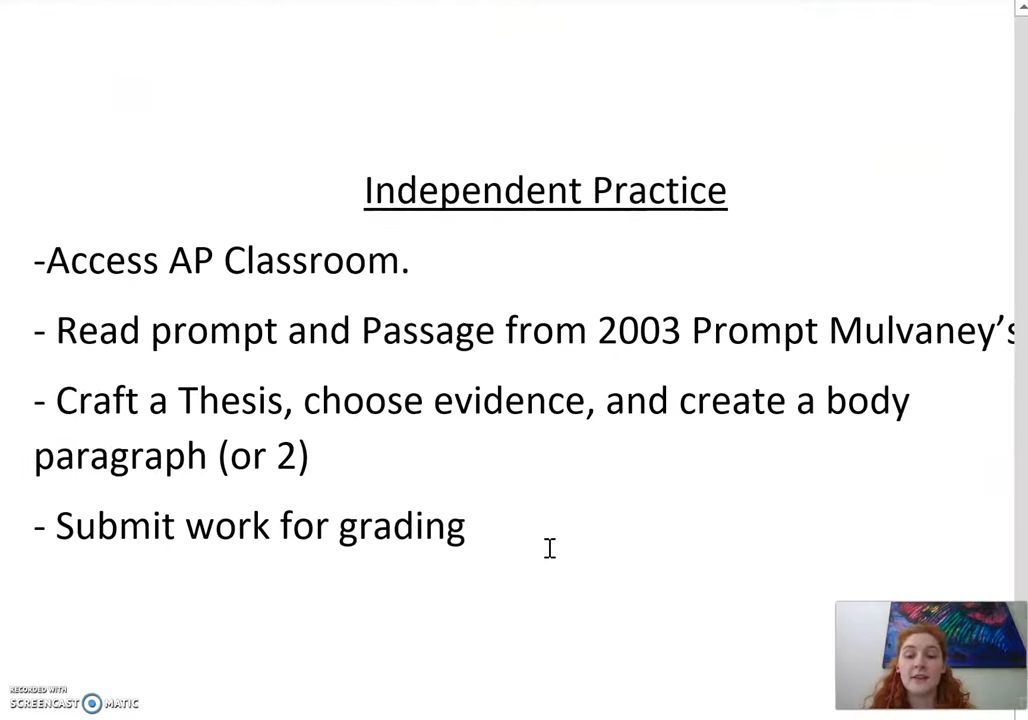 Independent Practice
-Access AP Classroom.
- Read prompt and Passage from 2003 Prompt Mulvaney's
- Craft a Thesis, choose evidence, and create a body
paragraph (or 2)
- Submit work for grading
RECORDED WITH
SCREENCAST MATIC